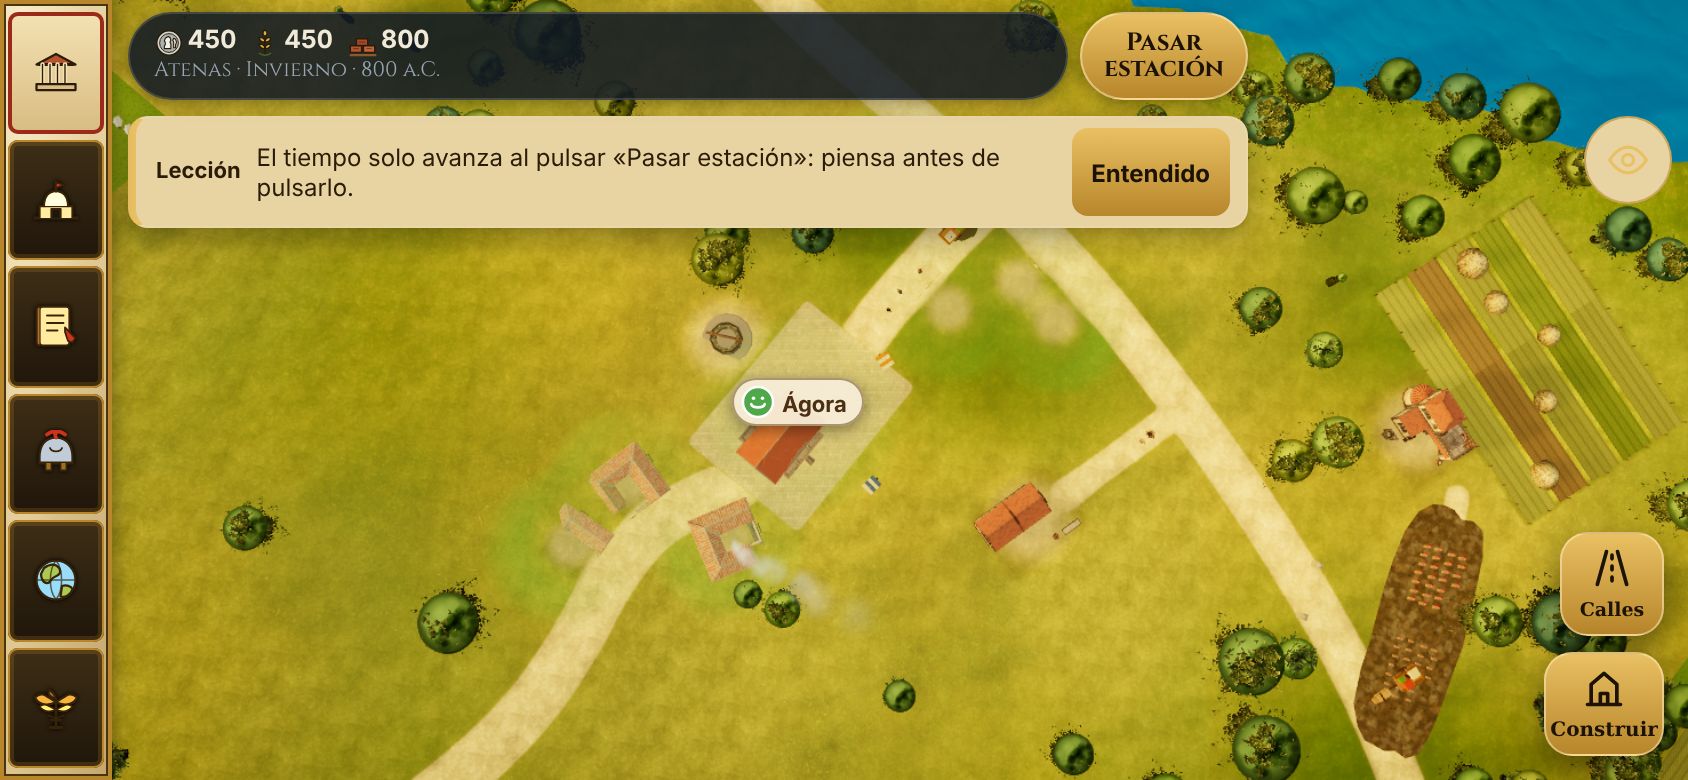 450 450 800
Atenas · Invierno · 800 a.C.
Pasar
estación
Lección
El tiempo solo avanza al pulsar «Pasar estación»: piensa antes de
pulsarlo.
Entendido
Ágora
Calles
Construir